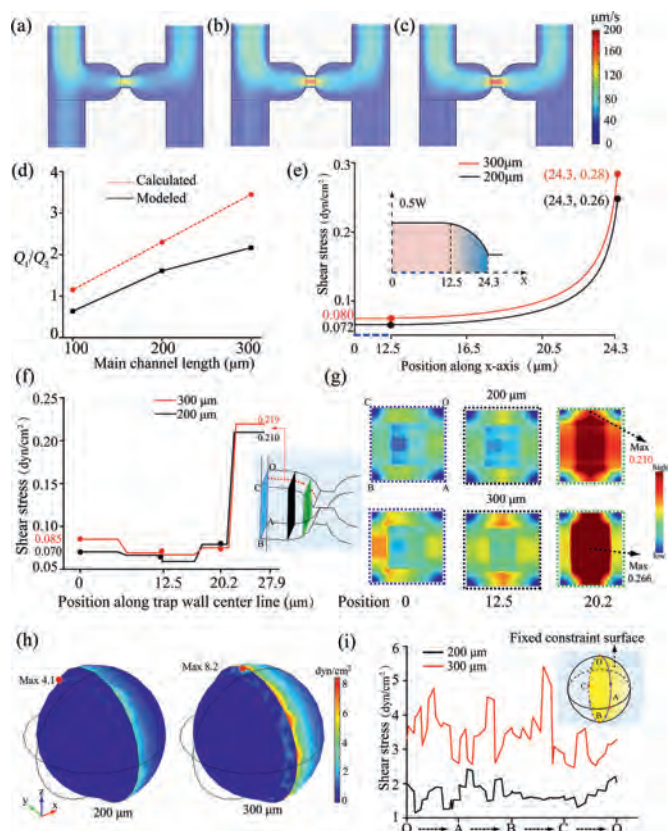 (a)
(b)
(c)
μm/s
200
160
120
80
40
0
(d)
4
3
2
1
0
Q1/Q2
Calculated
Modeled
100 200 300
Main channel length (μm)
(e)
0.3
0.1
0.080
0.072
Shear stress (dyn/cm²)
300μm
200μm
(24.3, 0.28)
(24.3, 0.26)
0.5W
12.5 24.3 X
0 12.5 20.5 24.3
Position along x-axis (μm)
(f)
300 μm
200 μm
0.25
0.20
0.15
0.10
0.085
0.070
0.05
Shear stress (dyn/cm²)
0.219
0.210
O
C
A
B
0 12.5 20.2 27.9
Position along trap wall center line (μm)
(g)
200 μm
C O
B A
Max
0.210
300 μm
Max
0.266
high
low
Position 0 12.5 20.2
(h)
Max 4.1
Max 8.2
dyn/cm²
8
6
4
2
0
z
y x
200 μm
300 μm
(i)
Fixed constraint surface
200 μm
300 μm
6
5
4
3
2
1
Shear stress (dyn/cm²)
O
C A
B
O A B C O